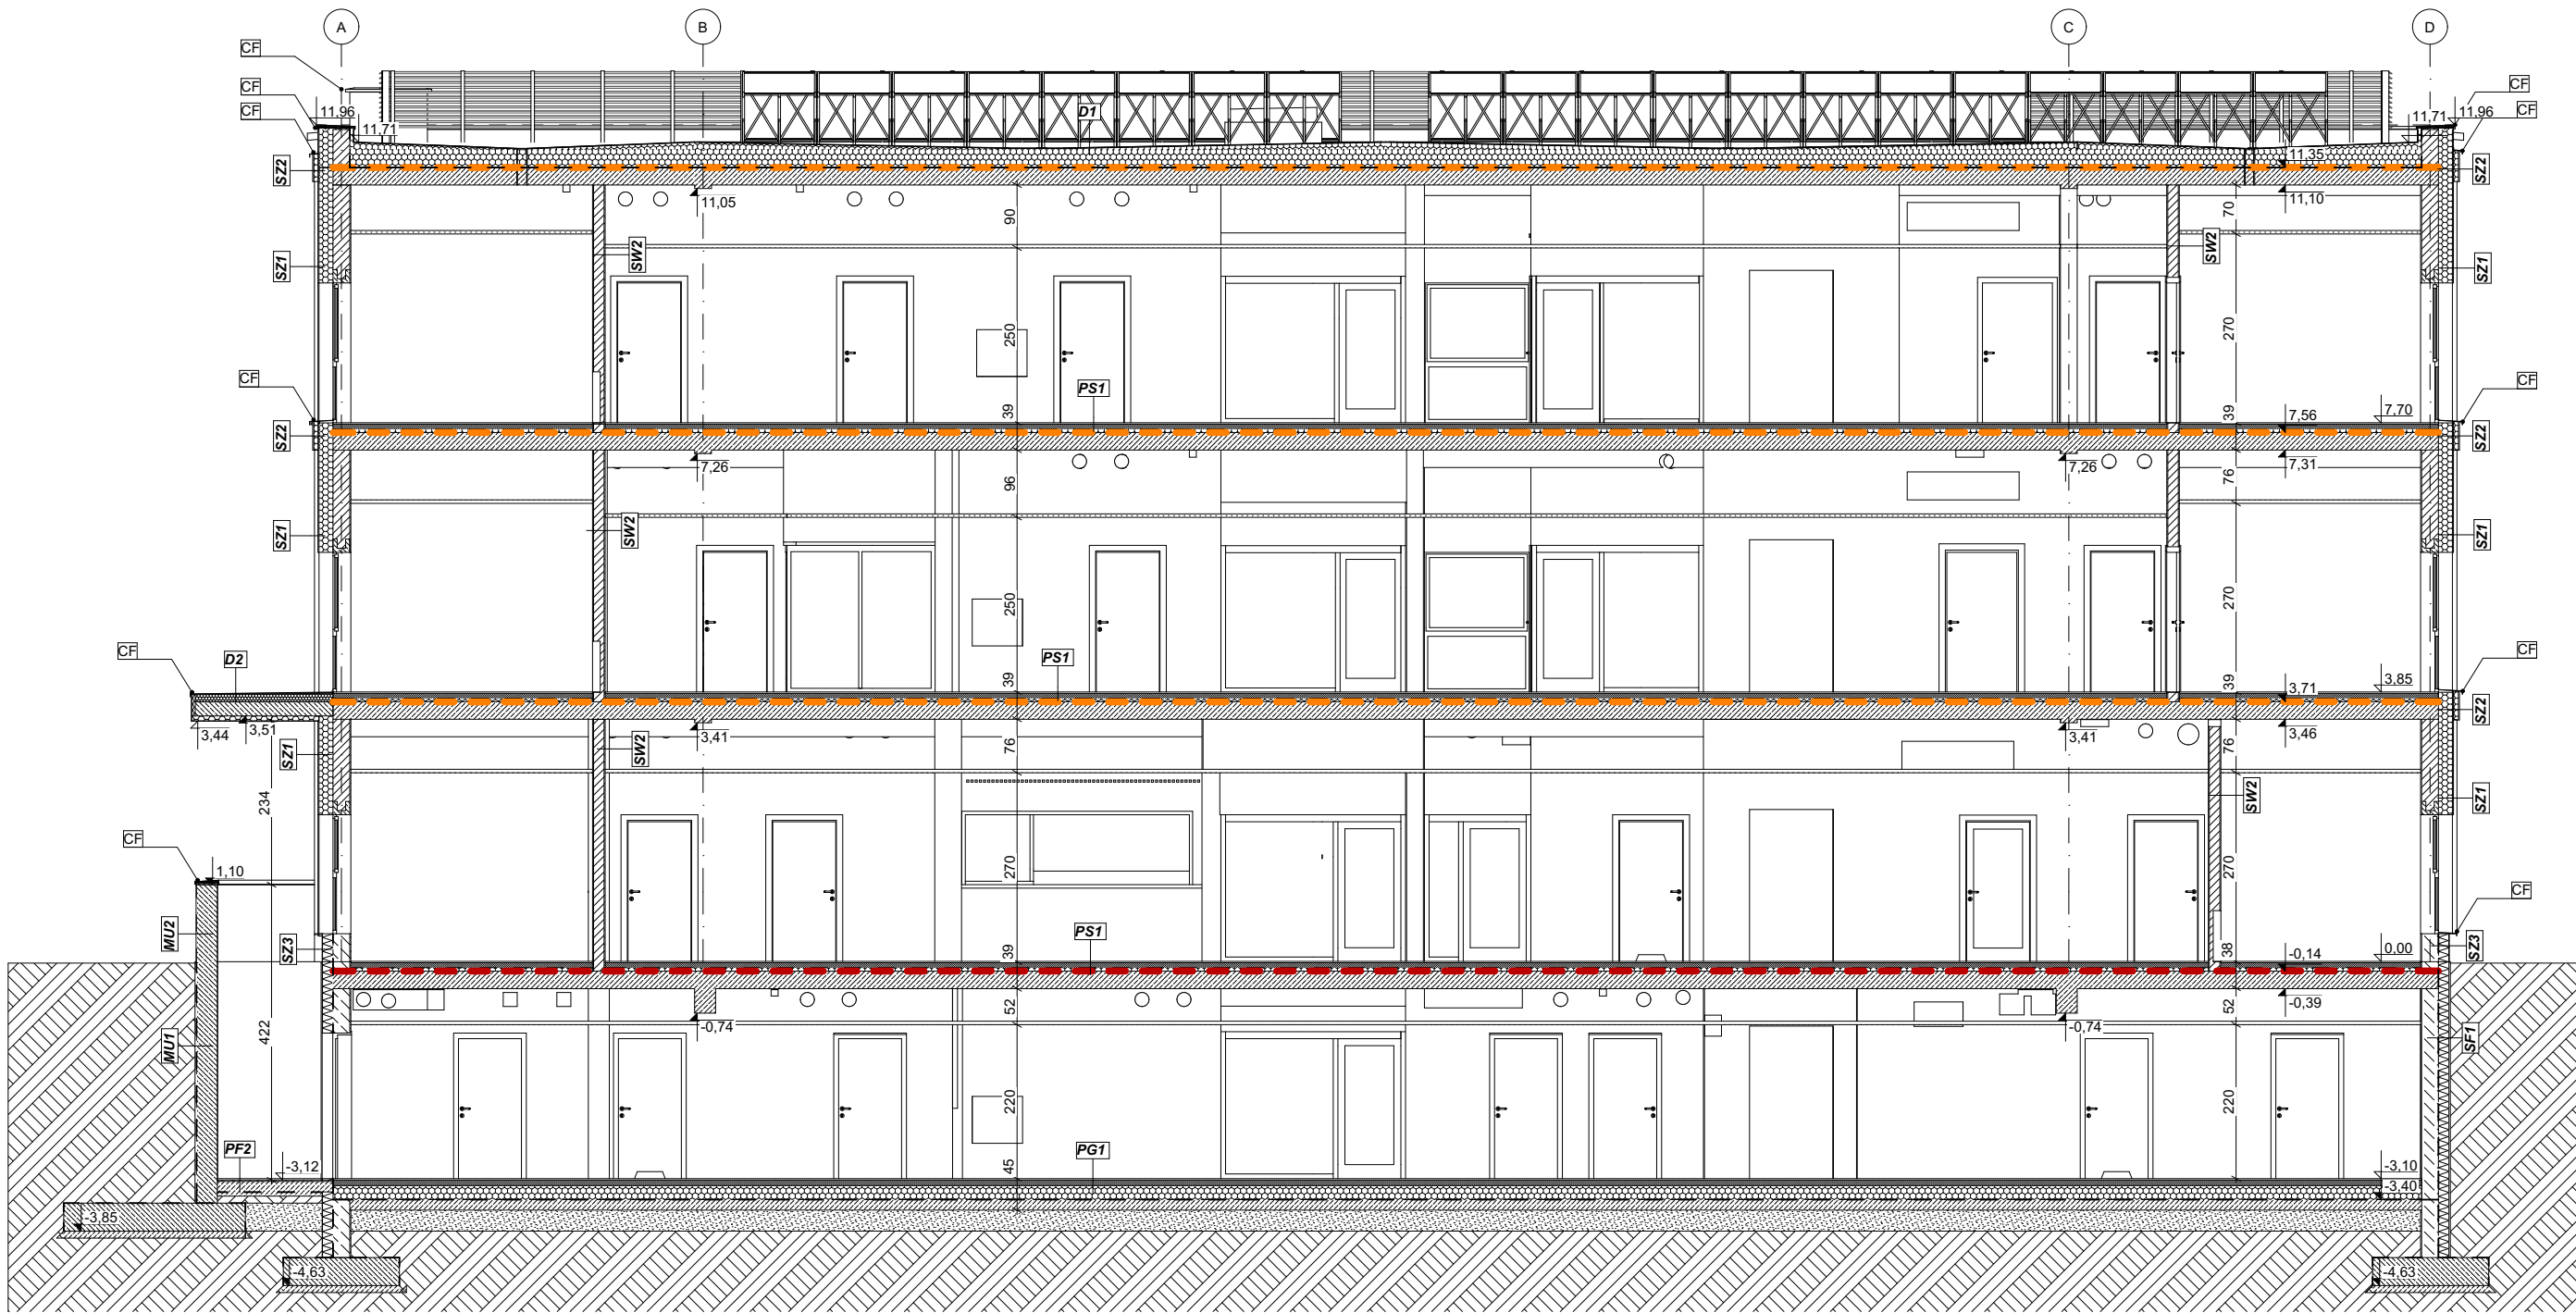 A
B
C
D
CF
CF
CF
CF
CF
11,96
11,71
D1
11,71
11,96
SZ2
11,35
SZ2
11,05
90
11,10
70
SW2
SW2
SZ1
SZ1
250
270
CF
CF
PS1
39
39
7,56
7,70
SZ2
SZ2
7,26
7,26
7,31
96
76
SZ1
SW2
SZ1
250
270
CF
D2
PS1
CF
39
39
3,71
3,85
SZ2
3,44
3,51
3,41
3,41
3,46
SZ1
SW2
76
76
234
SW2
SZ1
CF
1,10
270
270
CF
MU2
SZ3
PS1
39
38
-0,14
0,00
SZ3
52
52
-0,39
-0,74
-0,74
MU1
422
SF1
220
220
PF2
PG1
-3,12
45
-3,10
-3,40
-3,85
-4,63
-4,63